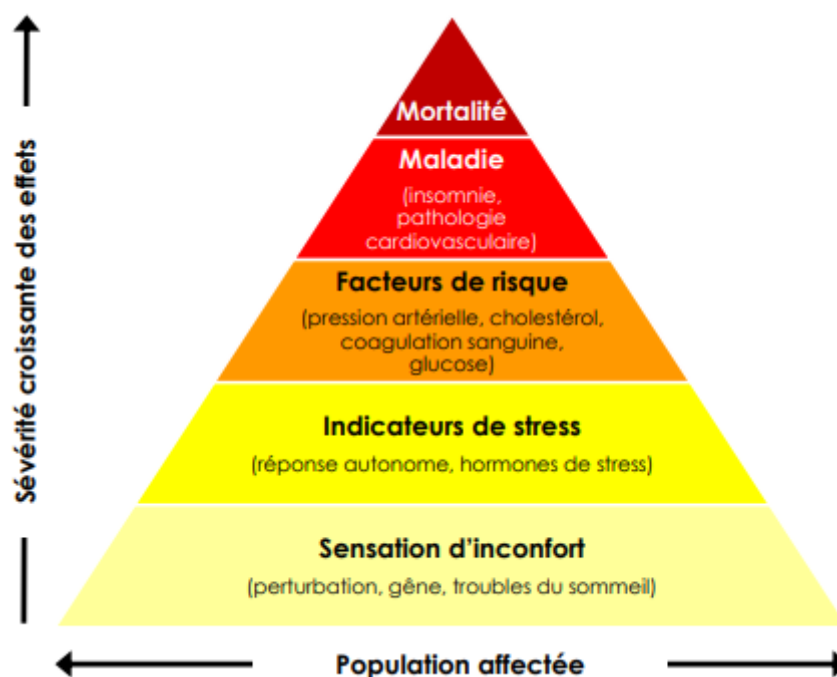 Sévérité croissante des effets
Mortalité
Maladie
(insomnie,
pathologie
cardiovasculaire)
Facteurs de risque
(pression artérielle, cholestérol,
coagulation sanguine,
glucose)
Indicateurs de stress
(réponse autonome, hormones de stress)
Sensation d'inconfort
(perturbation, gêne, troubles du sommeil)
Population affectée